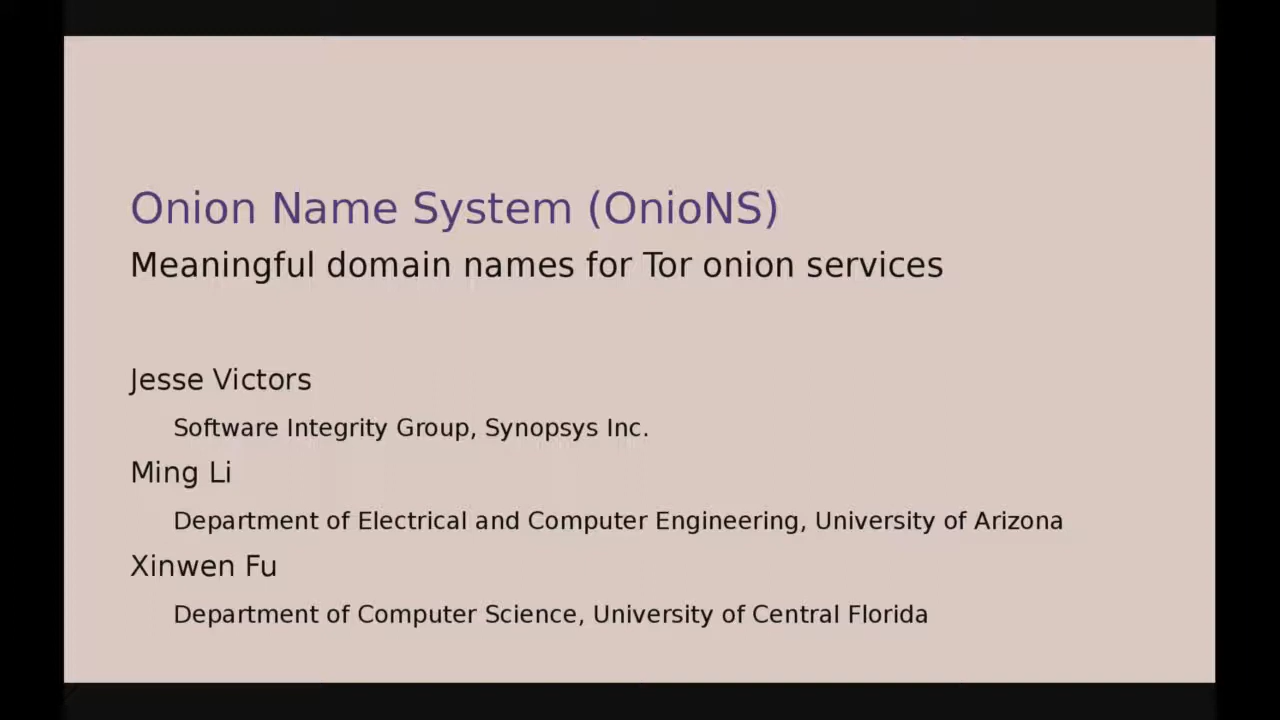 Onion Name System (OnioNS)
Meaningful domain names for Tor onion services
Jesse Victors
Software Integrity Group, Synopsys Inc.
Ming Li
Department of Electrical and Computer Engineering, University of Arizona
Xinwen Fu
Department of Computer Science, University of Central Florida